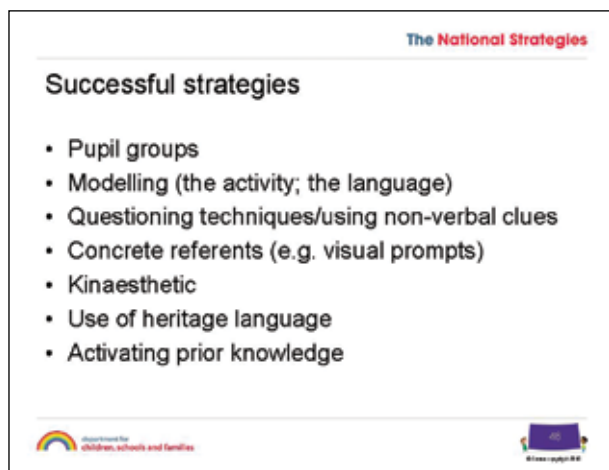 The National Strategies
Successful strategies
• Pupil groups
• Modelling (the activity; the language)
• Questioning techniques/using non-verbal clues
• Concrete referents (e.g. visual prompts)
• Kinaesthetic
• Use of heritage language
• Activating prior knowledge
department for
children, schools and families